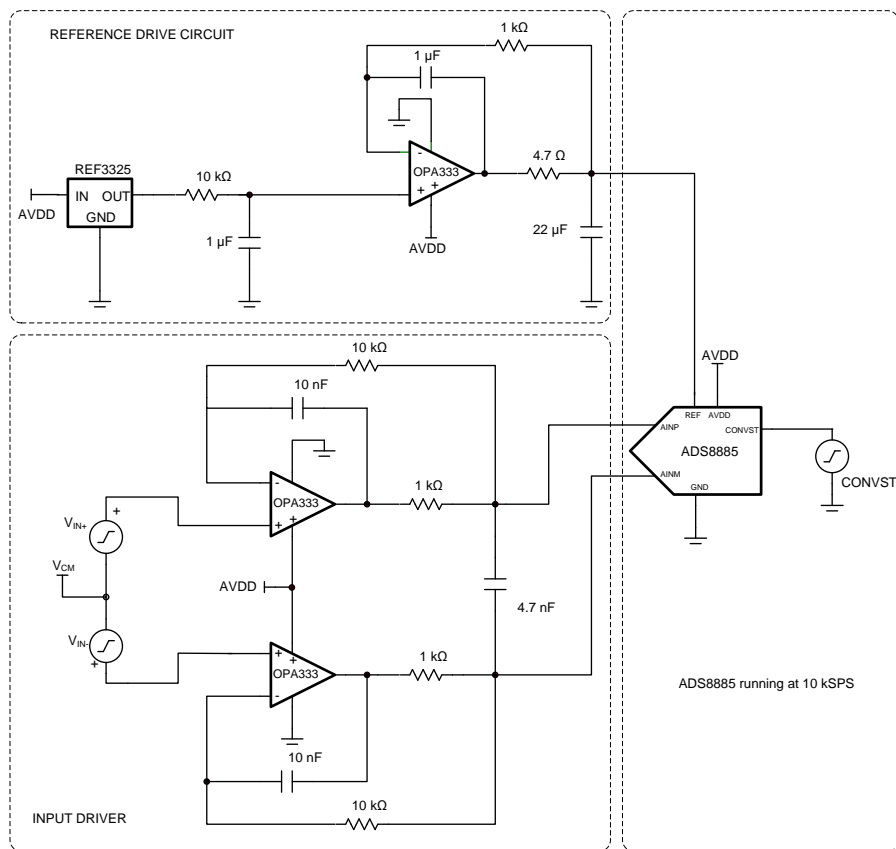 REFERENCE DRIVE CIRCUIT
1 kΩ
1 µF
REF3325
IN OUT
GND
AVDD
10 kΩ
1 µF
-
OPA333
+ +
AVDD
4.7 Ω
22 µF
10 kΩ
10 nF
-
OPA333
+ +
1 kΩ
VIN+
+
VCM
VIN-
+
AVDD
4.7 nF
1 kΩ
+ +
OPA333
-
10 nF
10 kΩ
INPUT DRIVER
AVDD
REF AVDD
AINP
CONVST
ADS8885
AINM
GND
CONVST
ADS8885 running at 10 kSPS